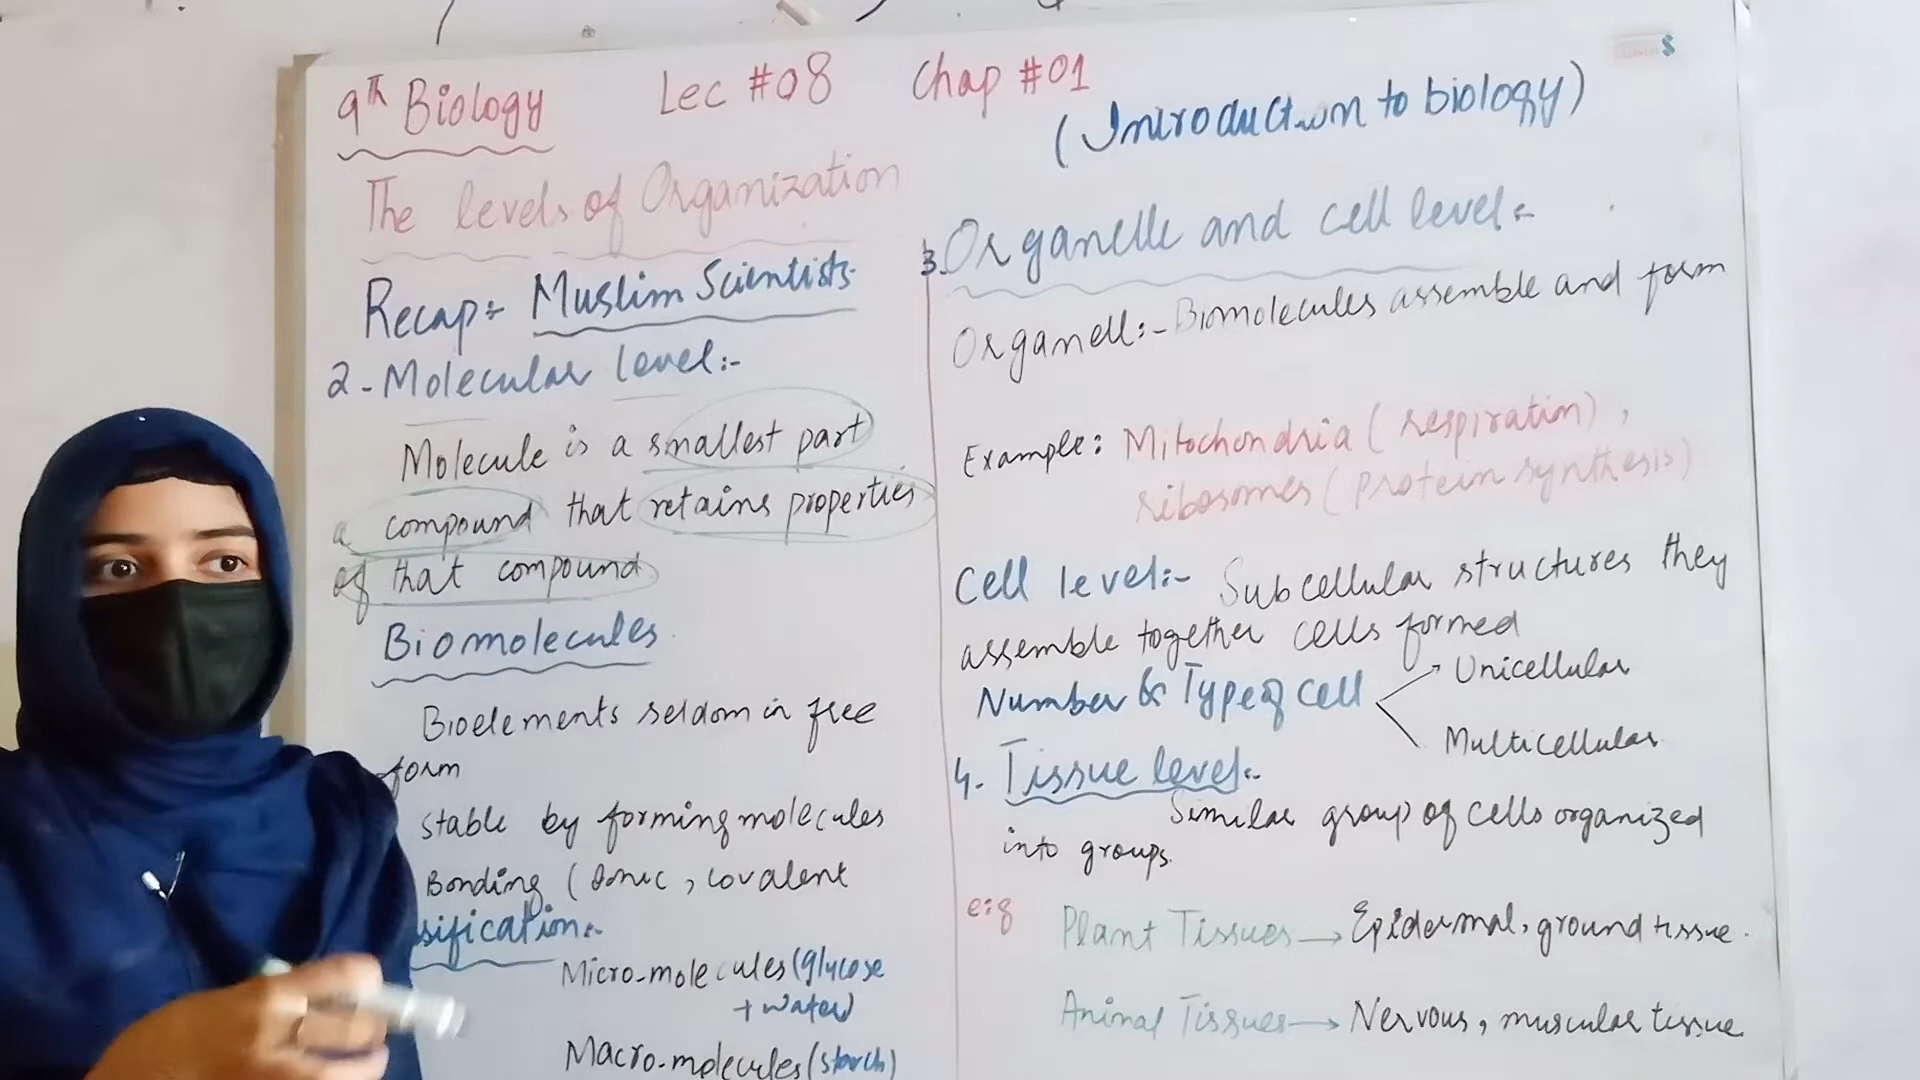 9th Biology Lec #08 Chap #01
(Introduction to biology)
The levels of Organization
Recap:- Muslim Scientists
2-Molecular level:-
Molecule is a smallest part
a compound that retains properties
of that compound
Biomolecules
Bioelements seldom in free
form
stable by forming molecules
Bonding (Ionic, covalent
sification:-
Micro-molecules (glycose
+ water)
Macro-molecules (starch)
3. Organelle and cell level:-
Organell:- Biomolecules assemble and form
Example: Mitochondria (respiration),
ribosomes (protein synthesis)
Cell level:- Subcellular structures they
assemble together cells formed
Number & Type of cell
Unicellular
Multicellular
4. Tissue level:-
Similar group of cells organized
into groups.
e:g
Plant Tissues → Epidermal, ground tissue.
Animal Tissues → Nervous, muscular tissue